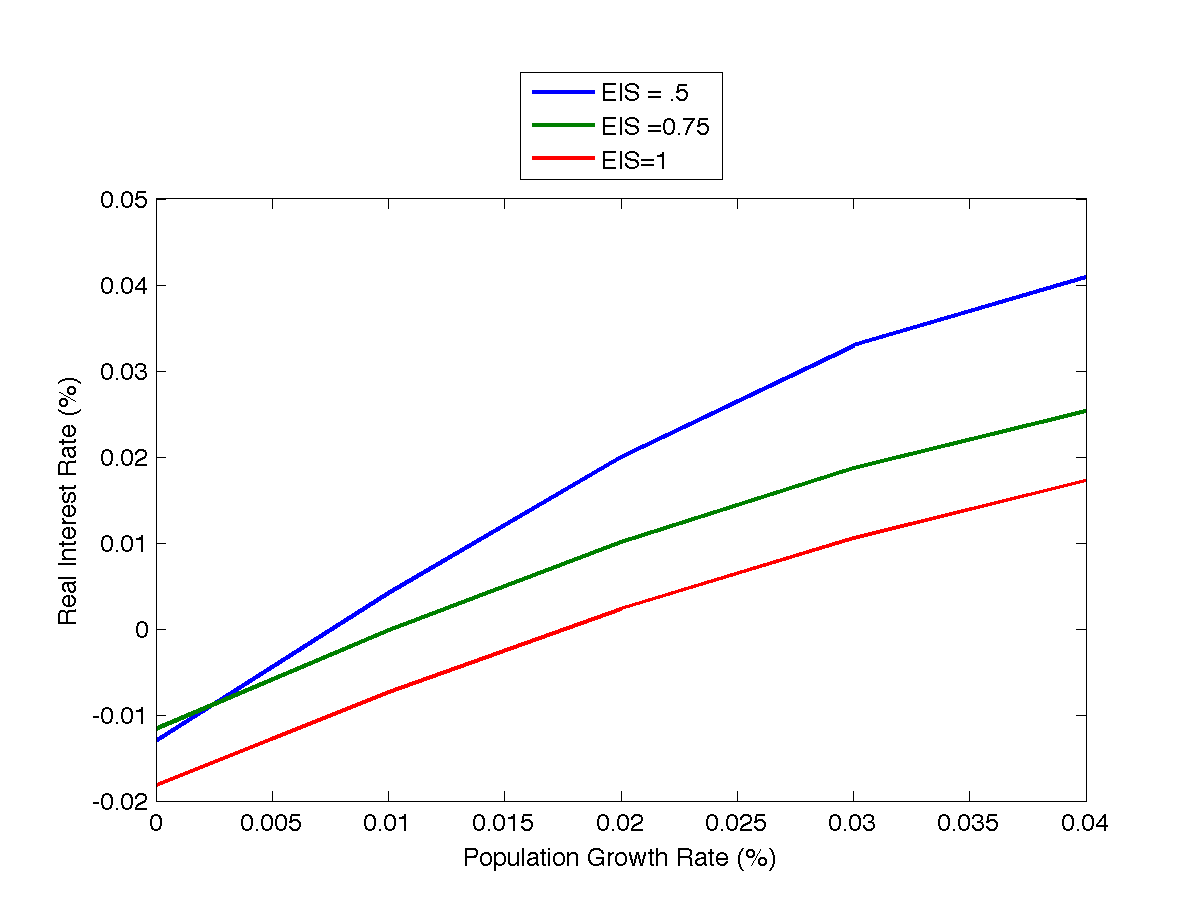 EIS = .5
EIS =0.75
EIS=1
0.05
0.04
0.03
0.02
0.01
0
-0.01
-0.02
Real Interest Rate (%)
0 0.005 0.01 0.015 0.02 0.025 0.03 0.035 0.04
Population Growth Rate (%)